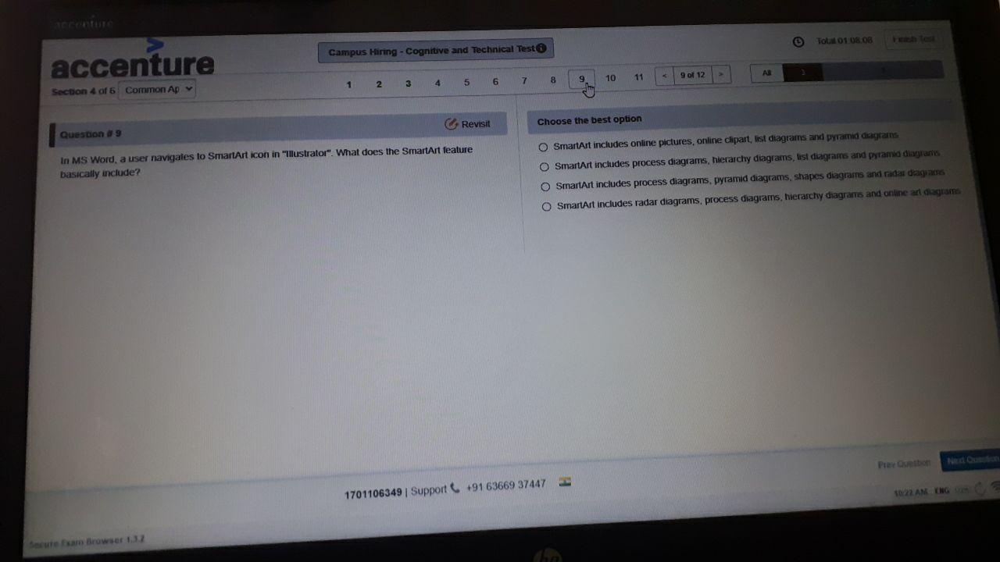 accenture
>
accenture
Campus Hiring - Cognitive and Technical Test i
Total 01:08:08
Finish Test
Section 4 of 6 Common Ap
1 2 3 4 5 6 7 8 9 10 11 < 9 of 12 > All 3
Question # 9
Revisit
In MS Word, a user navigates to SmartArt icon in "Illustrator". What does the SmartArt feature
basically include?
Choose the best option
SmartArt includes online pictures, online clipart, list diagrams and pyramid diagrams
SmartArt includes process diagrams, hierarchy diagrams, list diagrams and pyramid diagrams
SmartArt includes process diagrams, pyramid diagrams, shapes diagrams and radar diagrams
SmartArt includes radar diagrams, process diagrams, hierarchy diagrams and online art diagrams
Prev Question
Next Question
1701106349 | Support +91 63669 37447
10:22 AM ENG
Secure Exam Browser 1.3.2
hp